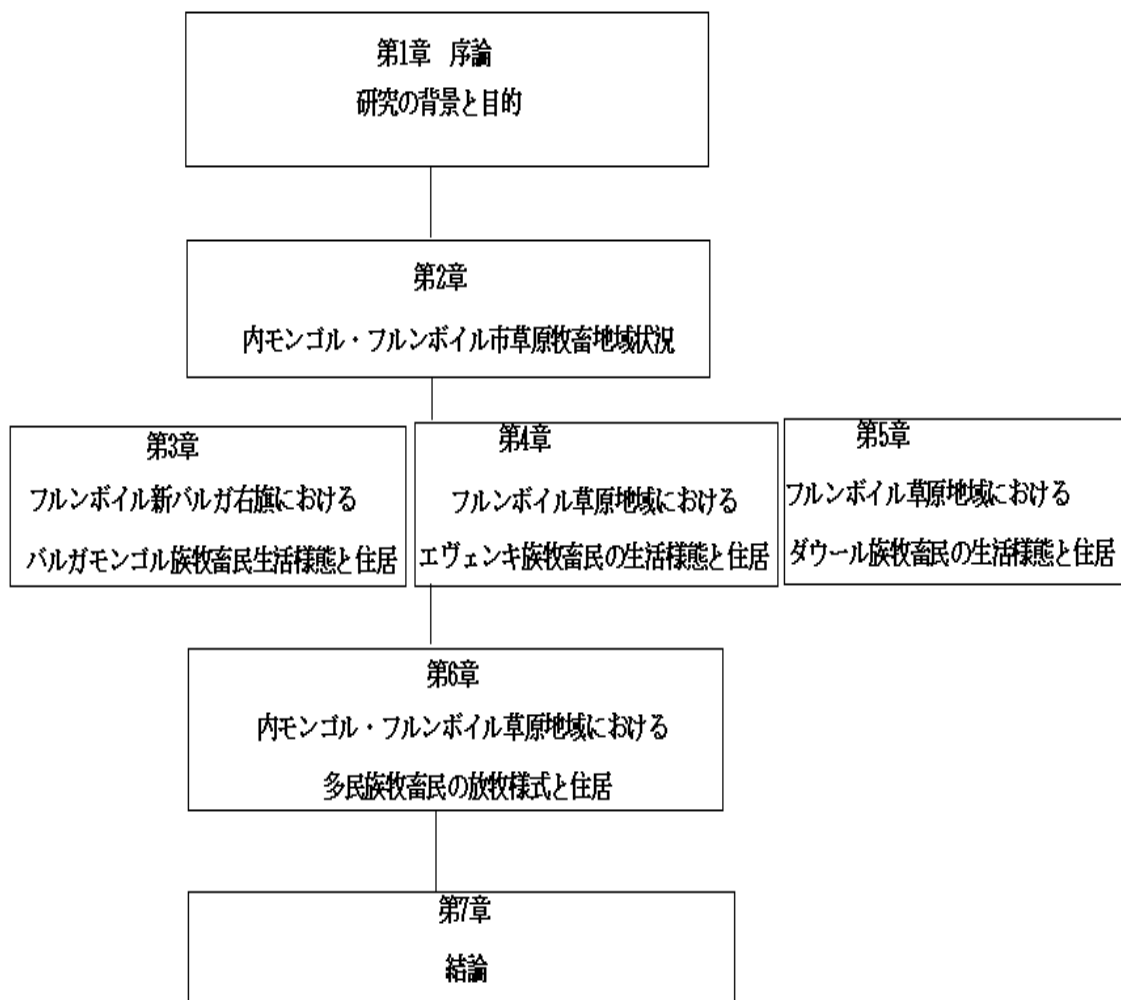 第1章 序論
研究の背景と目的
第2章
内モンゴル・フルンボイル市草原牧畜地域状況
第3章
フルンボイル新バルガ右旗における
バルガモンゴル族牧畜民生活様態と住居
第4章
フルンボイル草原地域における
エヴェンキ族牧畜民の生活様態と住居
第5章
フルンボイル草原地域における
ダウール族牧畜民の生活様態と住居
第6章
内モンゴル・フルンボイル草原地域における
多民族牧畜民の放牧様式と住居
第7章
結論